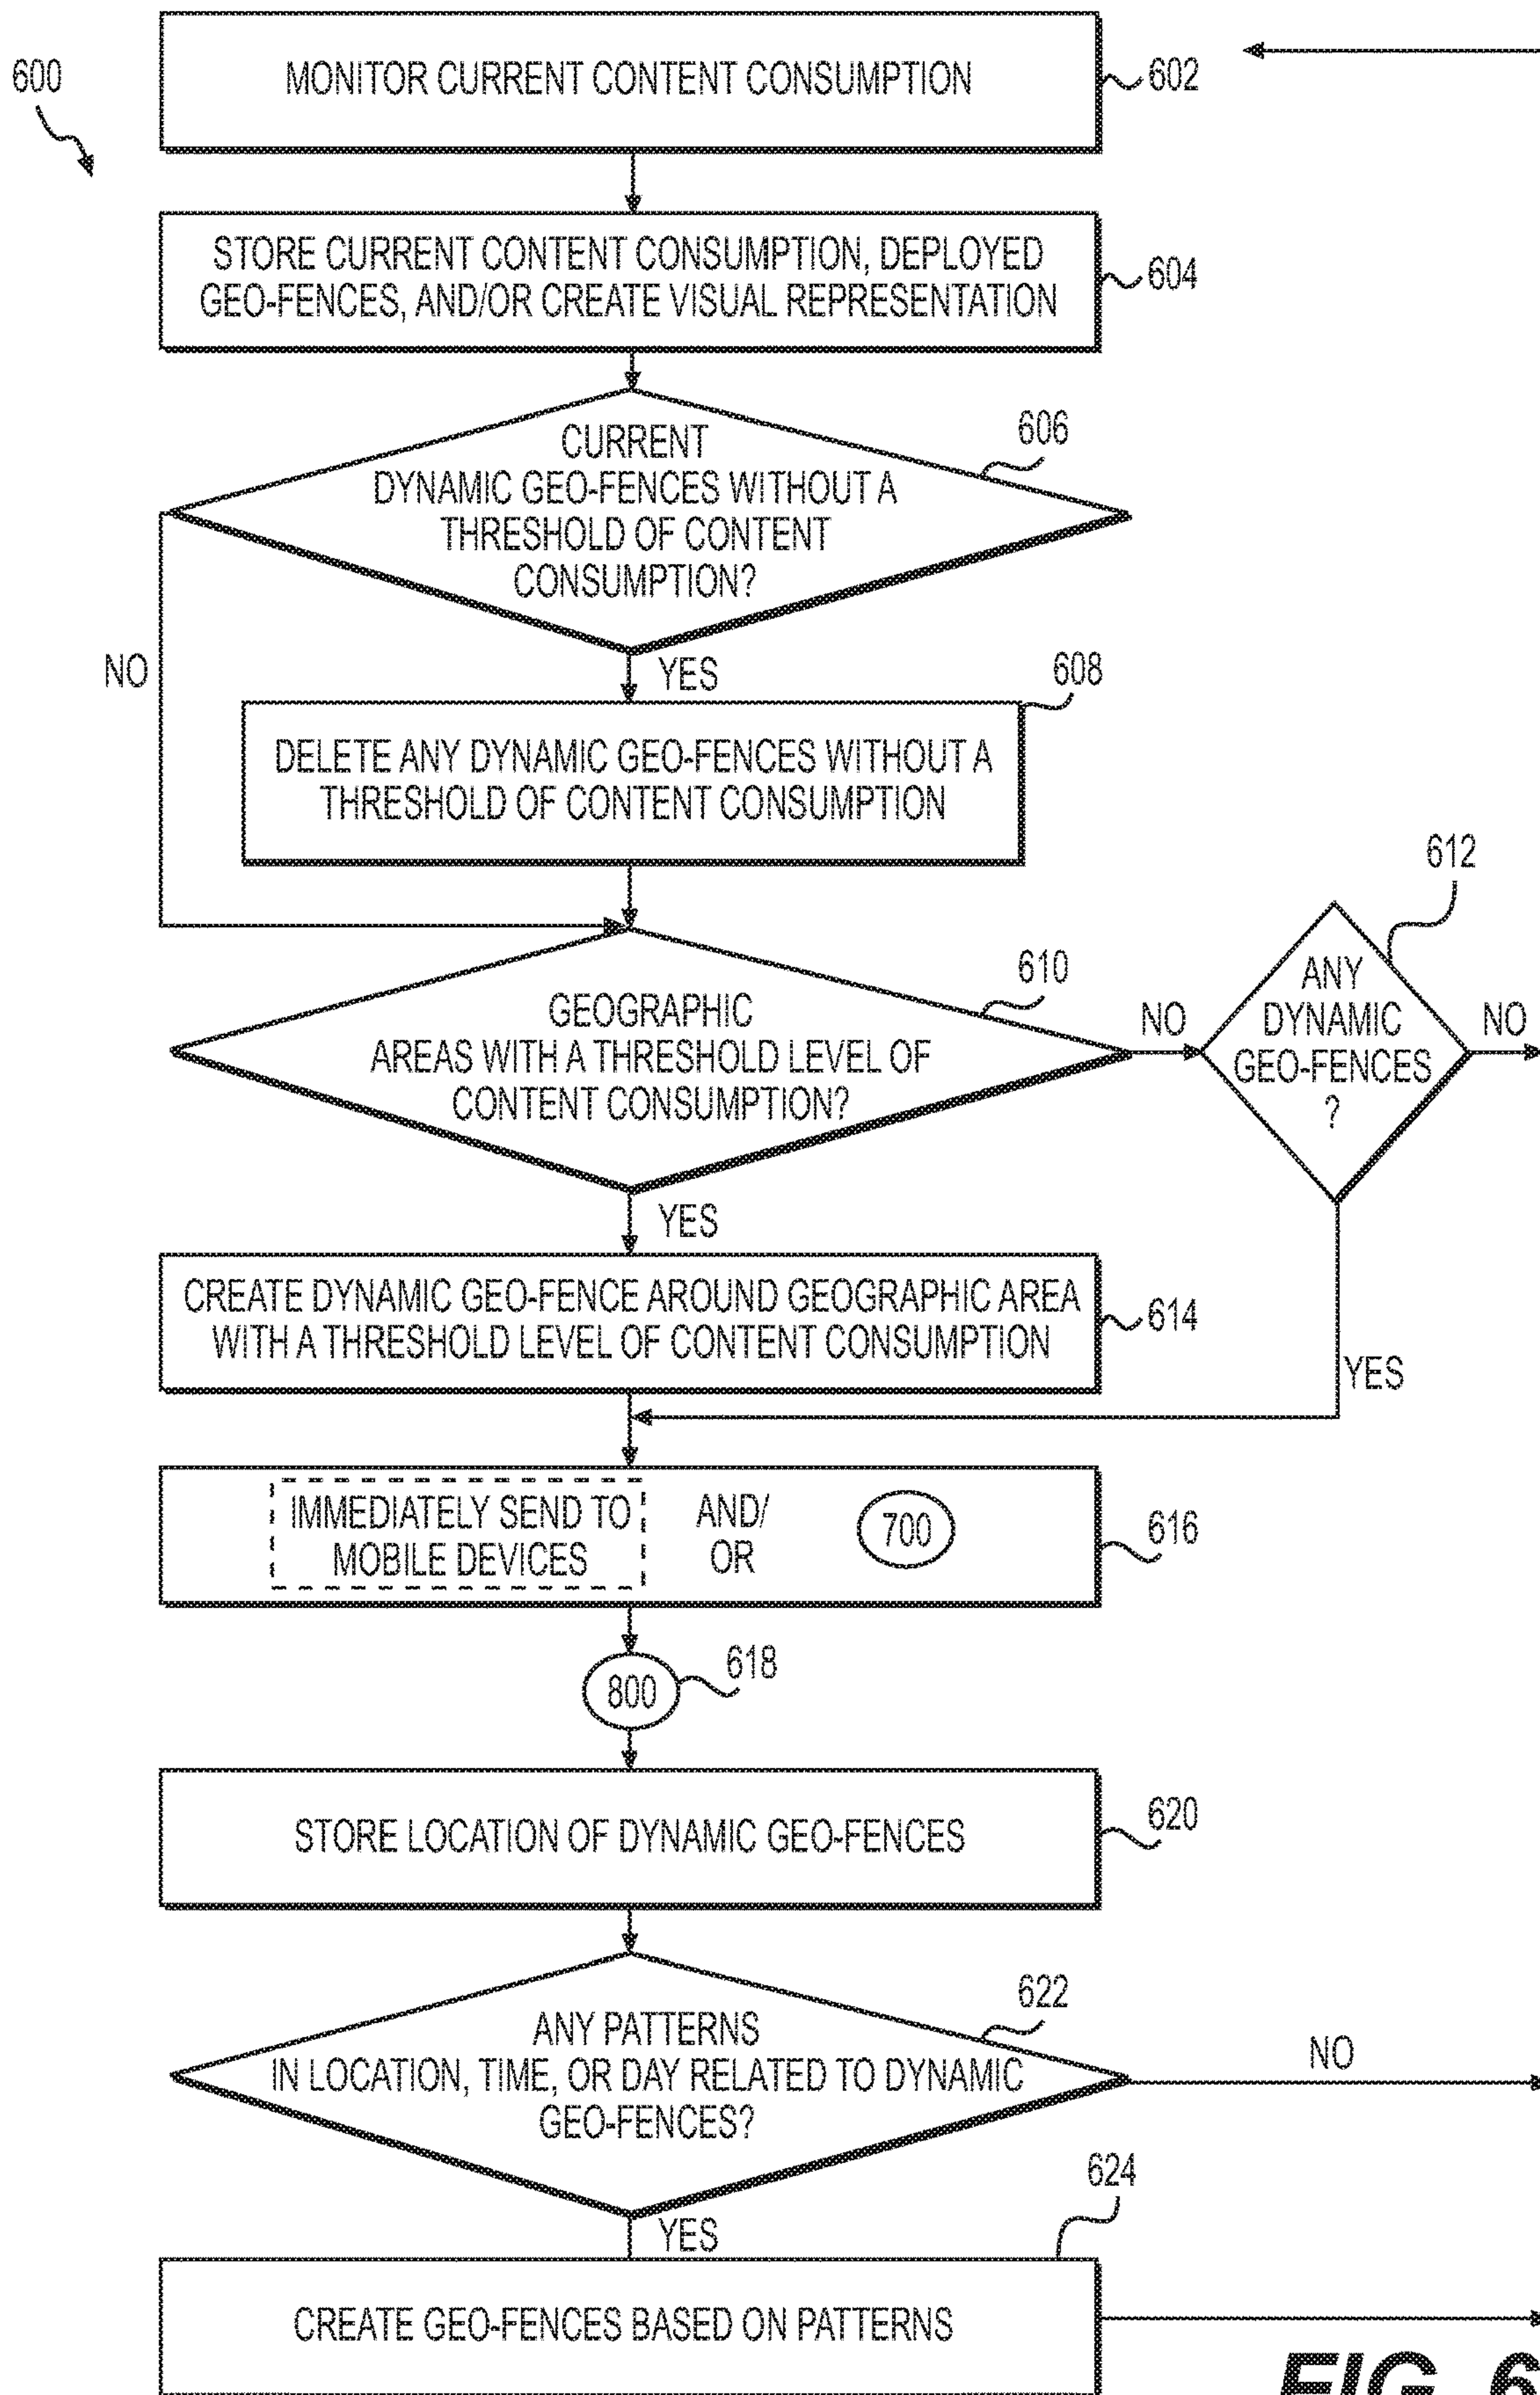 600
MONITOR CURRENT CONTENT CONSUMPTION
602
STORE CURRENT CONTENT CONSUMPTION, DEPLOYED
GEO-FENCES, AND/OR CREATE VISUAL REPRESENTATION
604
606
CURRENT
DYNAMIC GEO-FENCES WITHOUT A
THRESHOLD OF CONTENT
CONSUMPTION?
NO
YES
608
DELETE ANY DYNAMIC GEO-FENCES WITHOUT A
THRESHOLD OF CONTENT CONSUMPTION
610
GEOGRAPHIC
AREAS WITH A THRESHOLD LEVEL OF
CONTENT CONSUMPTION?
NO
612
ANY
DYNAMIC
GEO-FENCES
?
NO
YES
YES
CREATE DYNAMIC GEO-FENCE AROUND GEOGRAPHIC AREA
WITH A THRESHOLD LEVEL OF CONTENT CONSUMPTION
614
IMMEDIATELY SEND TO
MOBILE DEVICES
AND/
OR
700
616
800
618
STORE LOCATION OF DYNAMIC GEO-FENCES
620
622
ANY PATTERNS
IN LOCATION, TIME, OR DAY RELATED TO DYNAMIC
GEO-FENCES?
NO
YES
624
CREATE GEO-FENCES BASED ON PATTERNS
FIG. 6